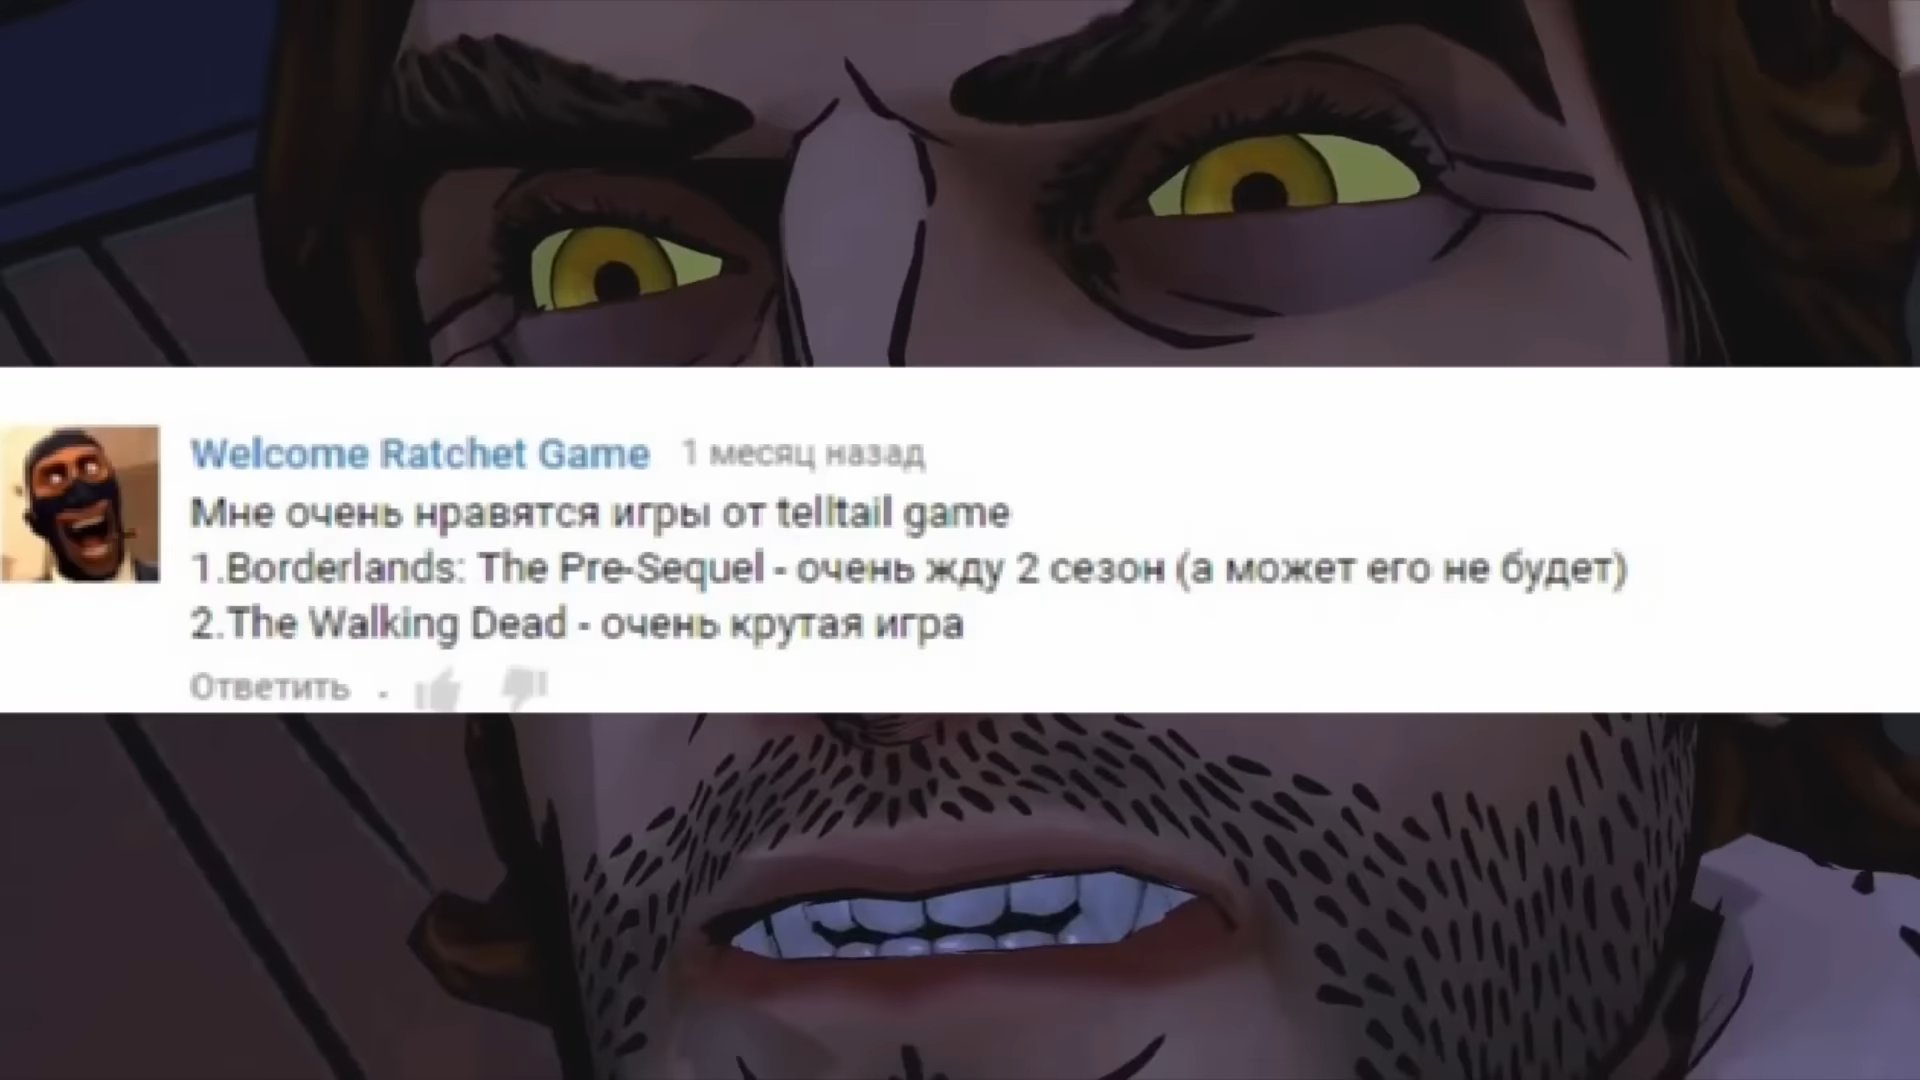 Welcome Ratchet Game 1 месяц назад
Мне очень нравятся игры от telltail game
1.Borderlands: The Pre-Sequel - очень жду 2 сезон (а может его не будет)
2.The Walking Dead - очень крутая игра
Ответить